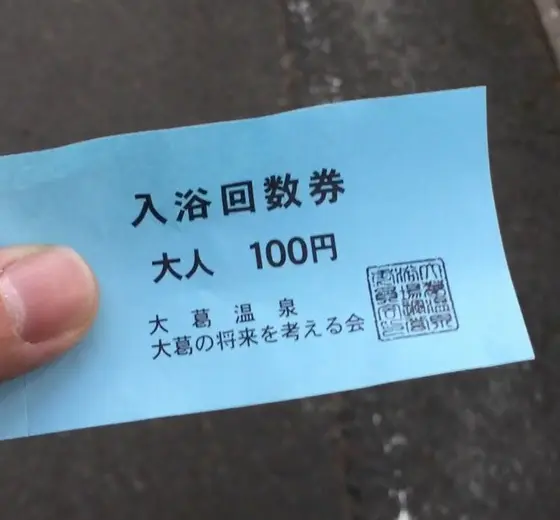 入浴回数券
大人 100円
大葛温泉
大葛の将来を考える会